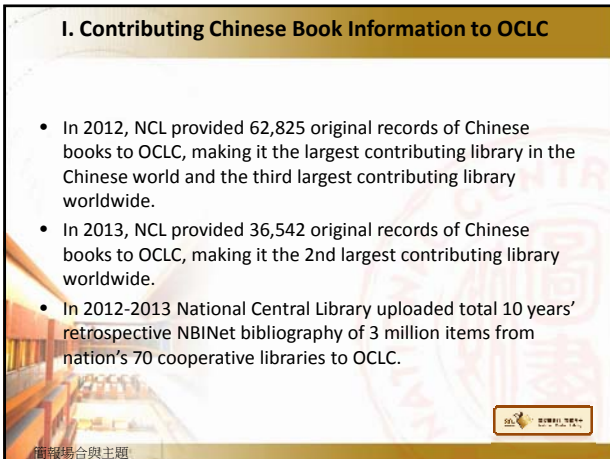 I. Contributing Chinese Book Information to OCLC
• In 2012, NCL provided 62,825 original records of Chinese
books to OCLC, making it the largest contributing library in the
Chinese world and the third largest contributing library
worldwide.
• In 2013, NCL provided 36,542 original records of Chinese
books to OCLC, making it the 2nd largest contributing library
worldwide.
• In 2012-2013 National Central Library uploaded total 10 years’
retrospective NBINet bibliography of 3 million items from
nation’s 70 cooperative libraries to OCLC.
簡報場合與主題